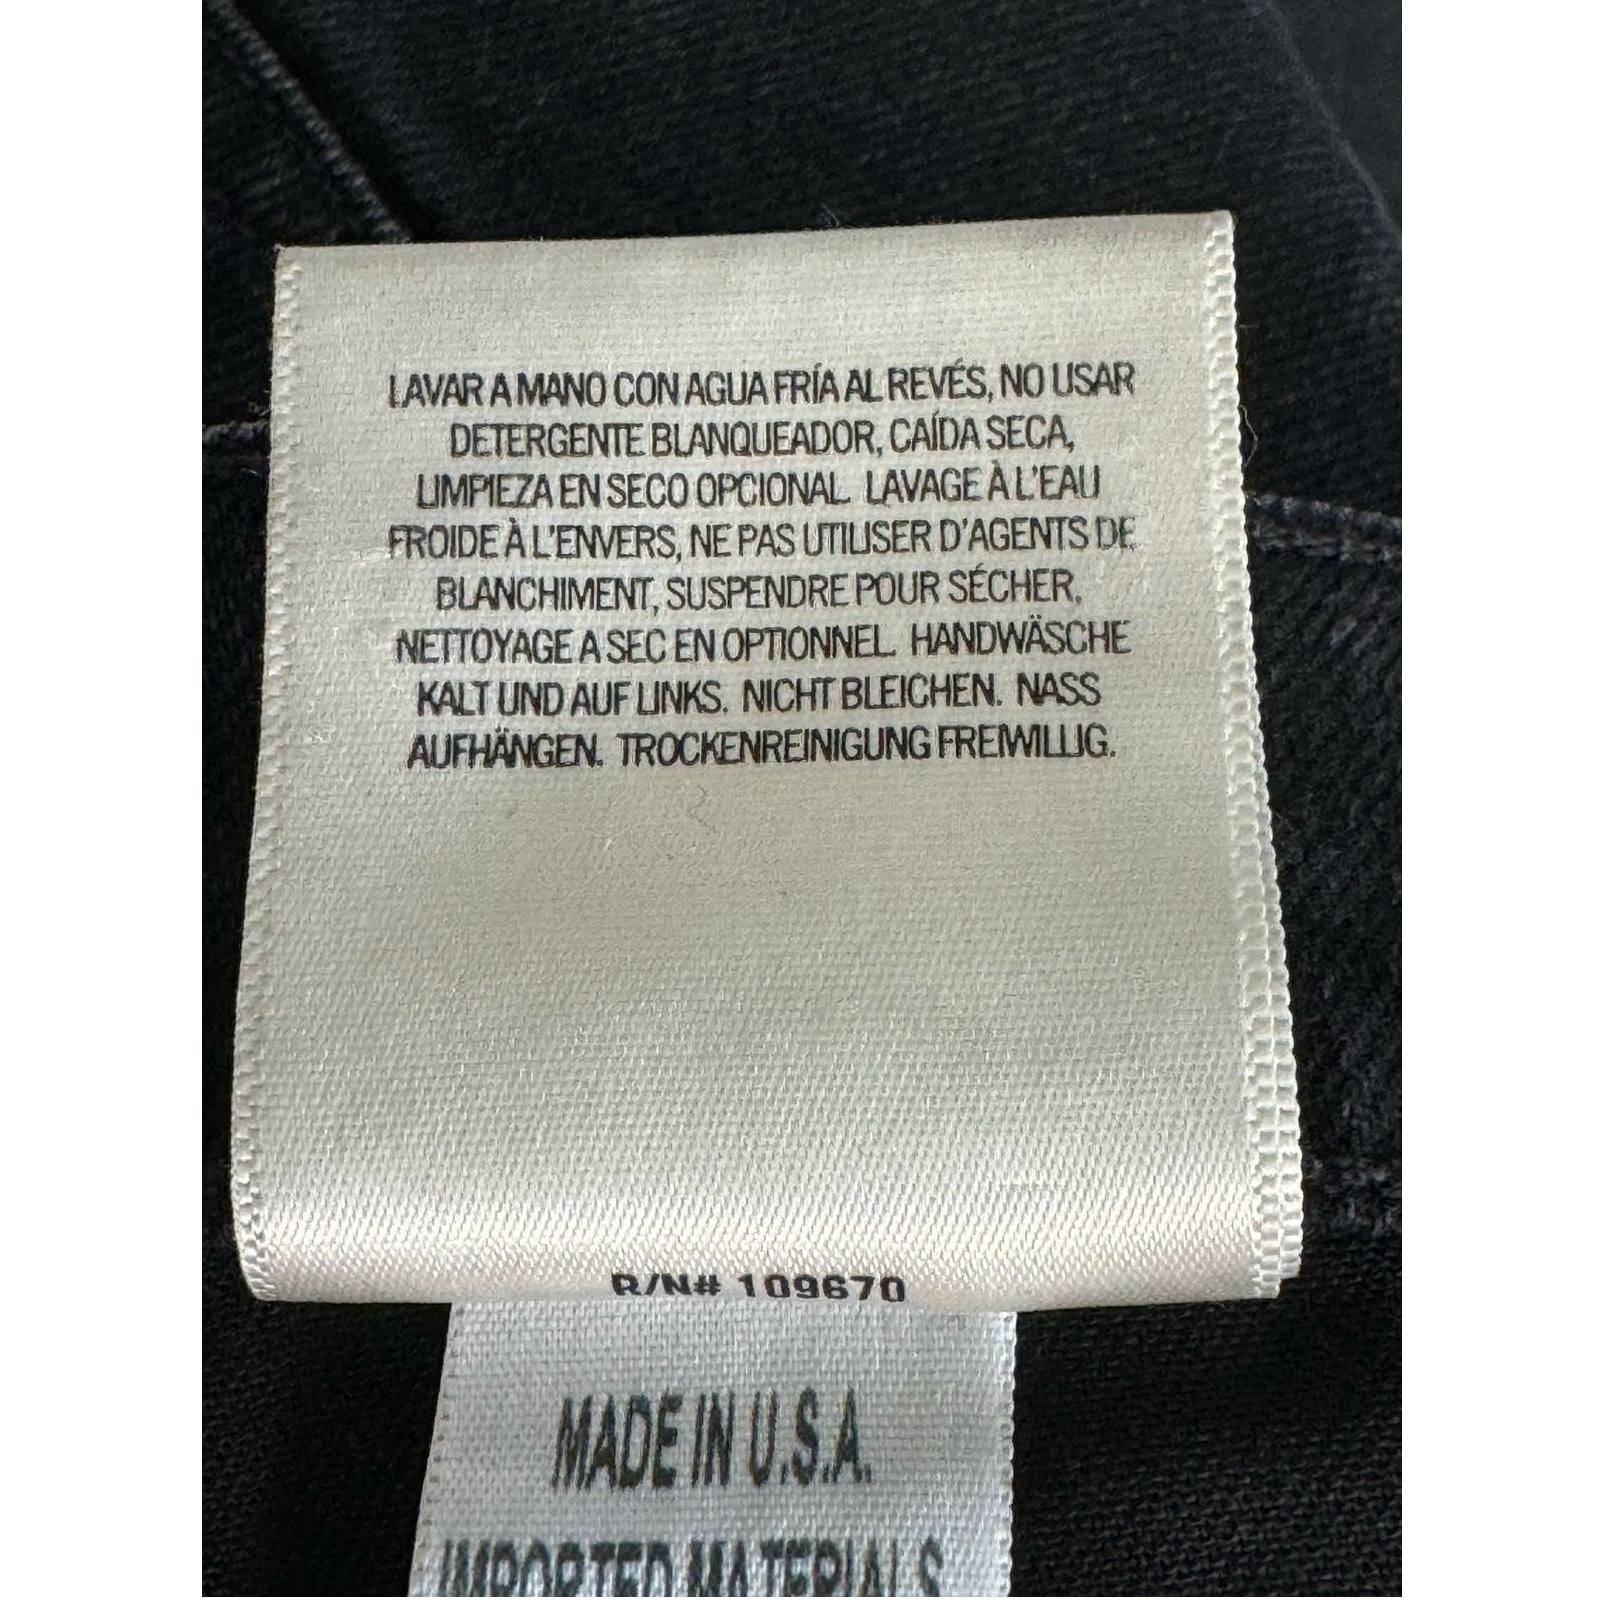 LAVAR A MANO CON AGUA FRÍA AL REVÉS, NO USAR
DETERGENTE BLANQUEADOR, CAÍDA SECA,
LIMPIEZA EN SECO OPCIONAL. LAVAGE À L'EAU
FROIDE À L'ENVERS, NE PAS UTILISER D'AGENTS DE
BLANCHIMENT, SUSPENDRE POUR SÉCHER,
NETTOYAGE A SEC EN OPTIONNEL. HANDWÄSCHE
KALT UND AUF LINKS. NICHT BLEICHEN. NASS
AUFHÄNGEN. TROCKENREINIGUNG FREIWILLIG.
R/N# 109670
MADE IN U.S.A.
IMPORTED MATERIALS